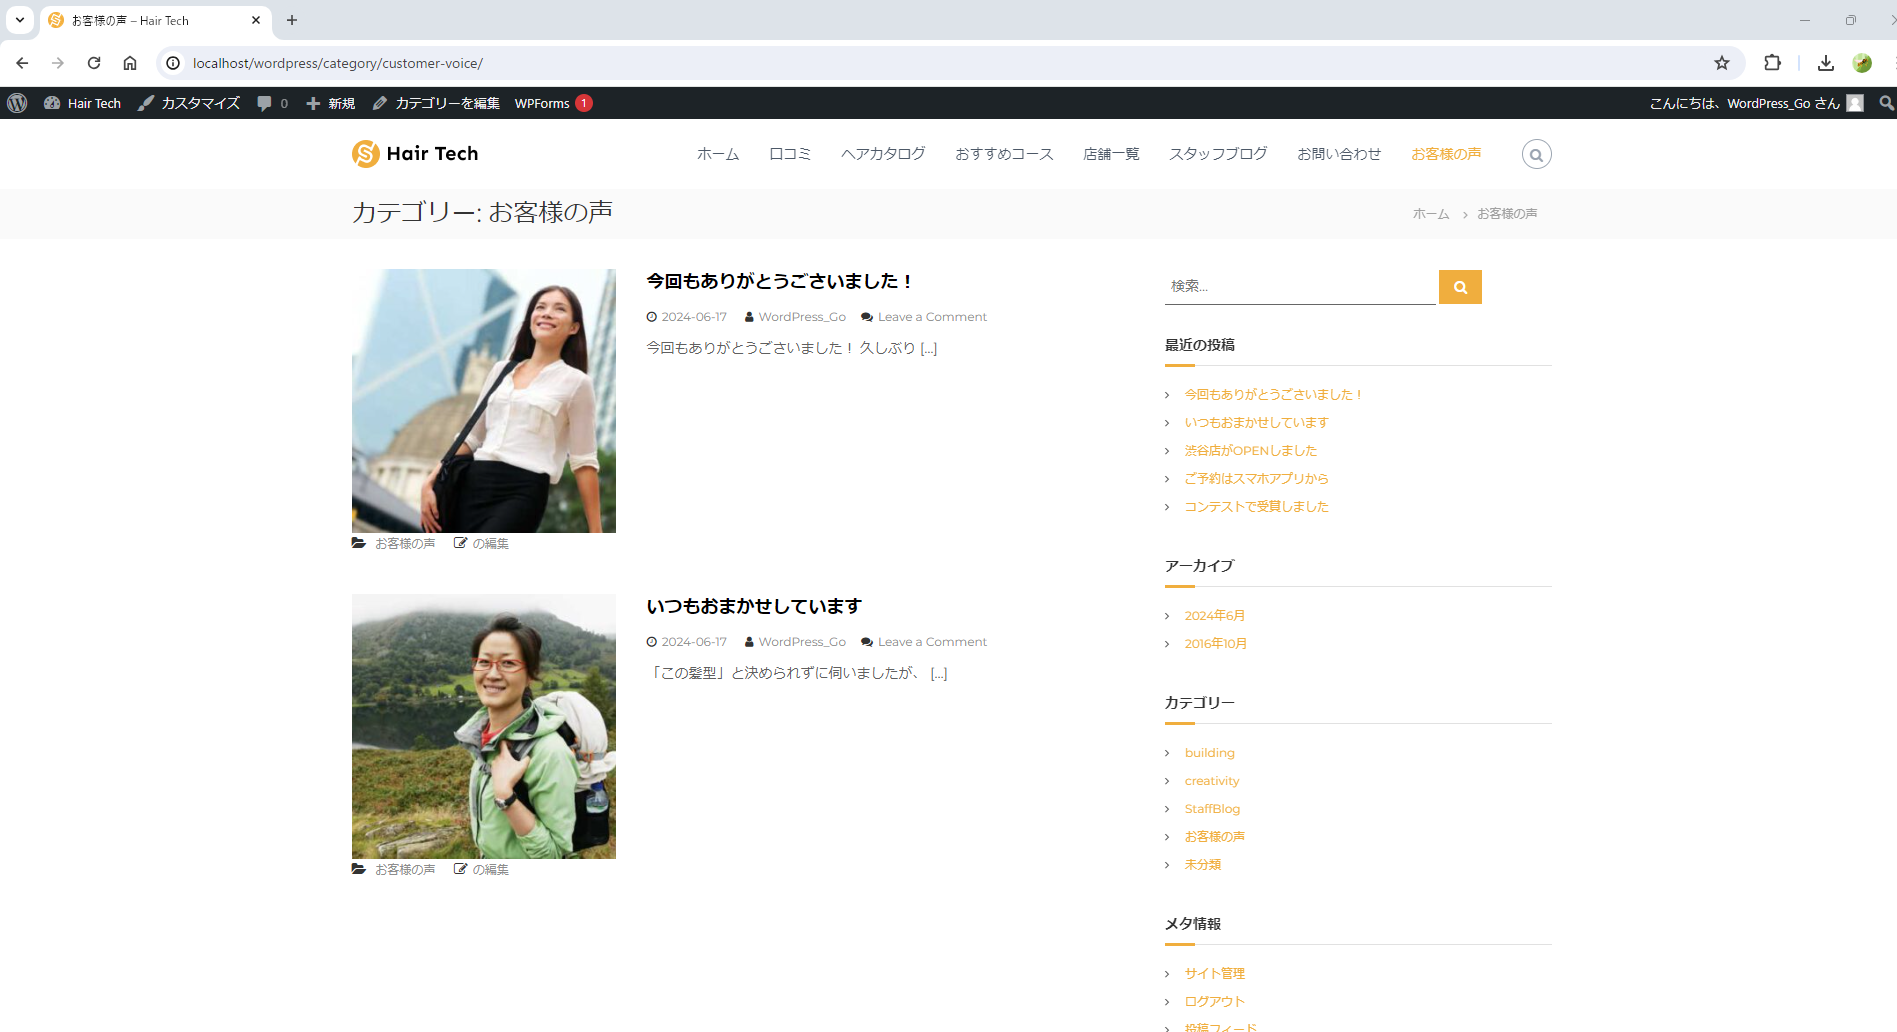 お客様の声 – Hair Tech
localhost/wordpress/category/customer-voice/
Hair Tech カスタマイズ 0 新規 カテゴリーを編集 WPForms 1 こんにちは、WordPress_Go さん
Hair Tech ホーム 口コミ ヘアカタログ おすすめコース 店舗一覧 スタッフブログ お問い合わせ お客様の声
カテゴリー: お客様の声 ホーム > お客様の声
今回もありがとうございました！
2024-06-17 WordPress_Go Leave a Comment
今回もありがとうございました！ 久しぶり [...]
お客様の声 の編集
いつもおまかせしています
2024-06-17 WordPress_Go Leave a Comment
「この髪型」と決められずに伺いましたが、 [...]
お客様の声 の編集
検索...
最近の投稿
今回もありがとうございました！
いつもおまかせしています
渋谷店がOPENしました
ご予約はスマホアプリから
コンテストで受賞しました
アーカイブ
2024年6月
2016年10月
カテゴリー
building
creativity
StaffBlog
お客様の声
未分類
メタ情報
サイト管理
ログアウト
投稿フィード